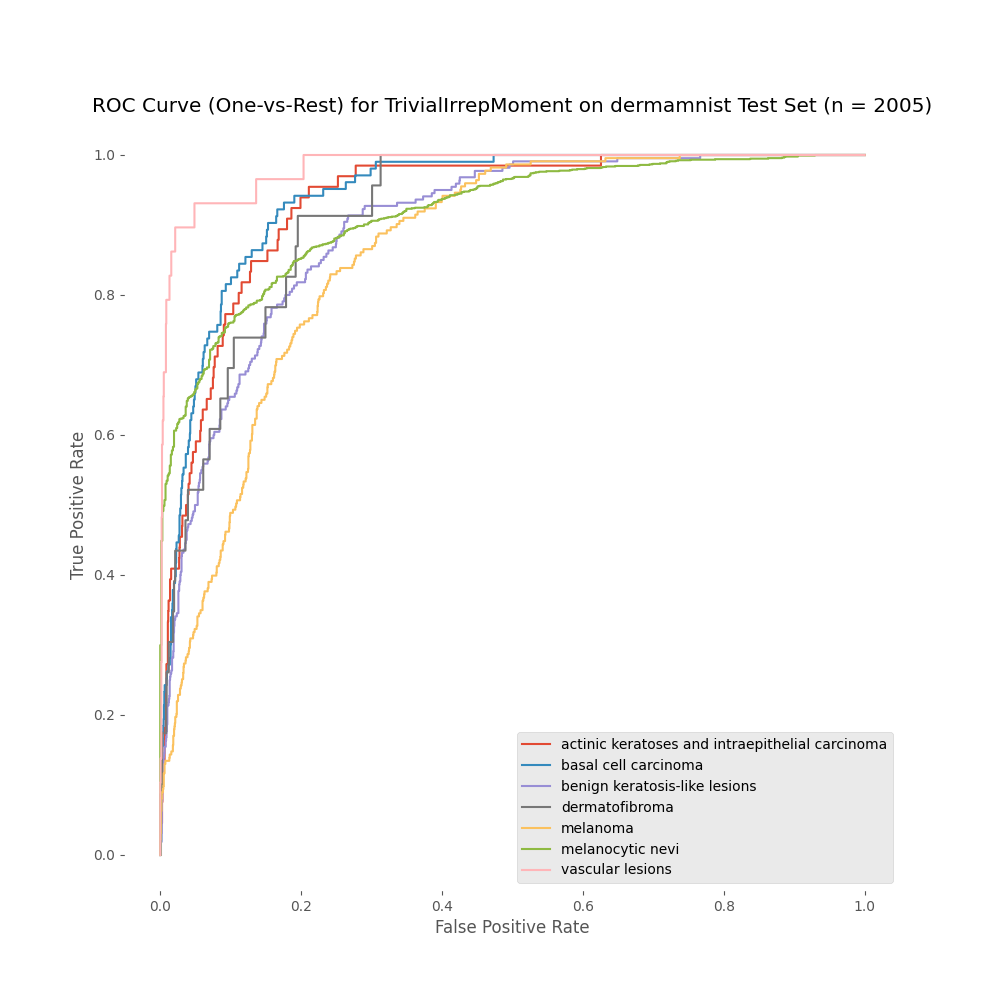 ROC Curve (One-vs-Rest) for TrivialIrrepMoment on dermamnist Test Set (n = 2005)
1.0
0.8
0.6
0.4
0.2
0.0
True Positive Rate
actinic keratoses and intraepithelial carcinoma
basal cell carcinoma
benign keratosis-like lesions
dermatofibroma
melanoma
melanocytic nevi
vascular lesions
0.0 0.2 0.4 0.6 0.8 1.0
False Positive Rate